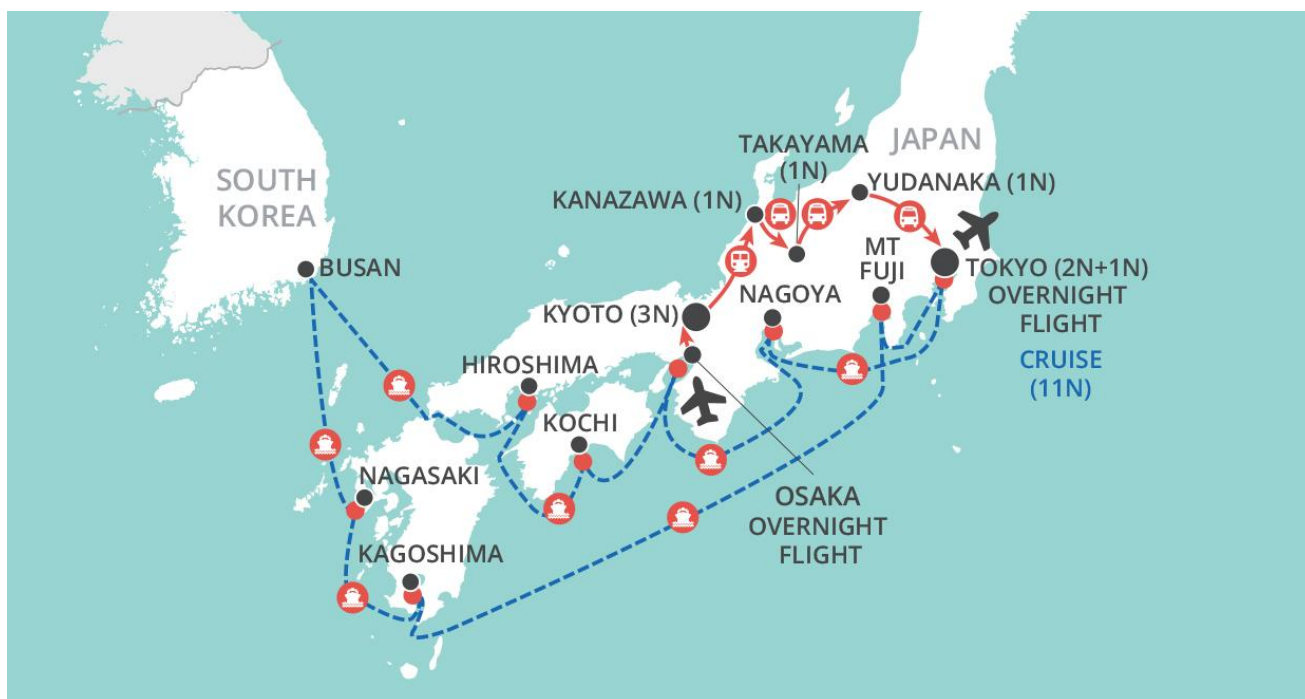 SOUTH
KOREA
BUSAN
JAPAN
TAKAYAMA
(1N)
YUDANAKA (1N)
KANAZAWA (1N)
MT
FUJI
TOKYO (2N+1N)
OVERNIGHT
FLIGHT
CRUISE
(11N)
NAGOYA
KYOTO (3N)
HIROSHIMA
KOCHI
OSAKA
OVERNIGHT
FLIGHT
NAGASAKI
KAGOSHIMA